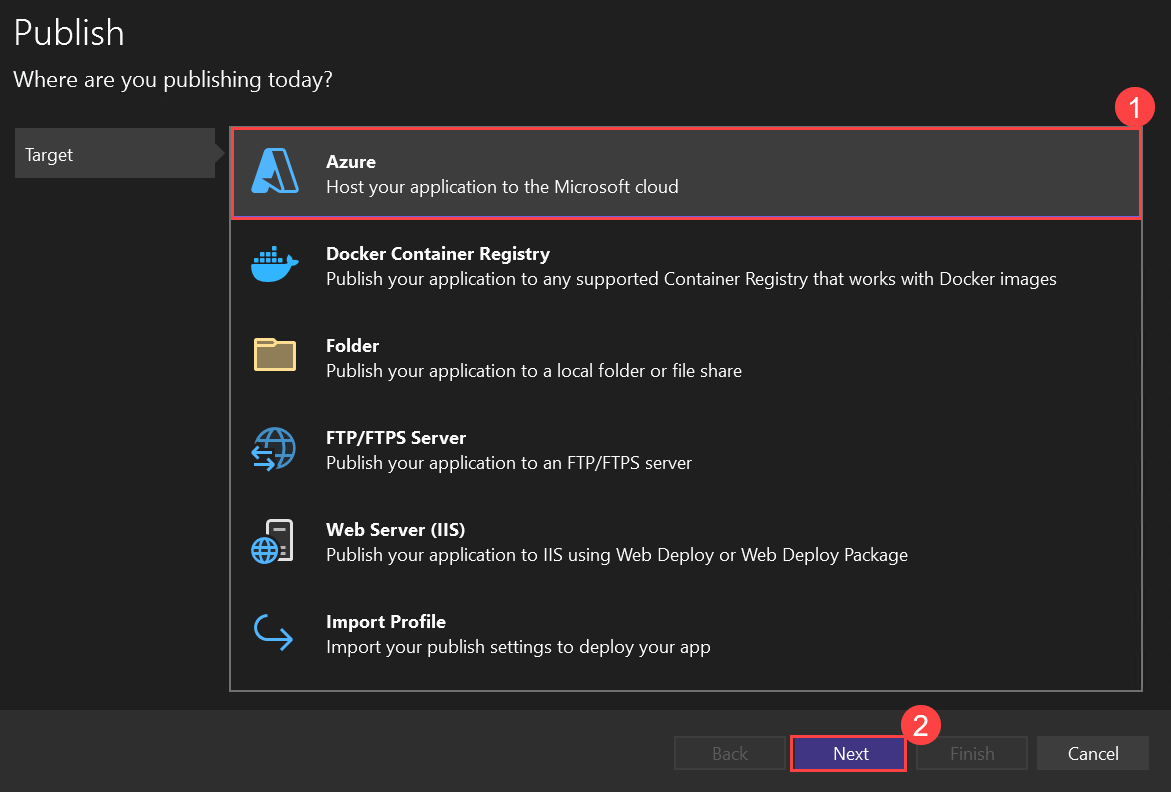 Publish
Where are you publishing today?
1
Target
Azure
Host your application to the Microsoft cloud
Docker Container Registry
Publish your application to any supported Container Registry that works with Docker images
Folder
Publish your application to a local folder or file share
FTP/FTPS Server
Publish your application to an FTP/FTPS server
Web Server (IIS)
Publish your application to IIS using Web Deploy or Web Deploy Package
Import Profile
Import your publish settings to deploy your app
2
Back Next Finish Cancel